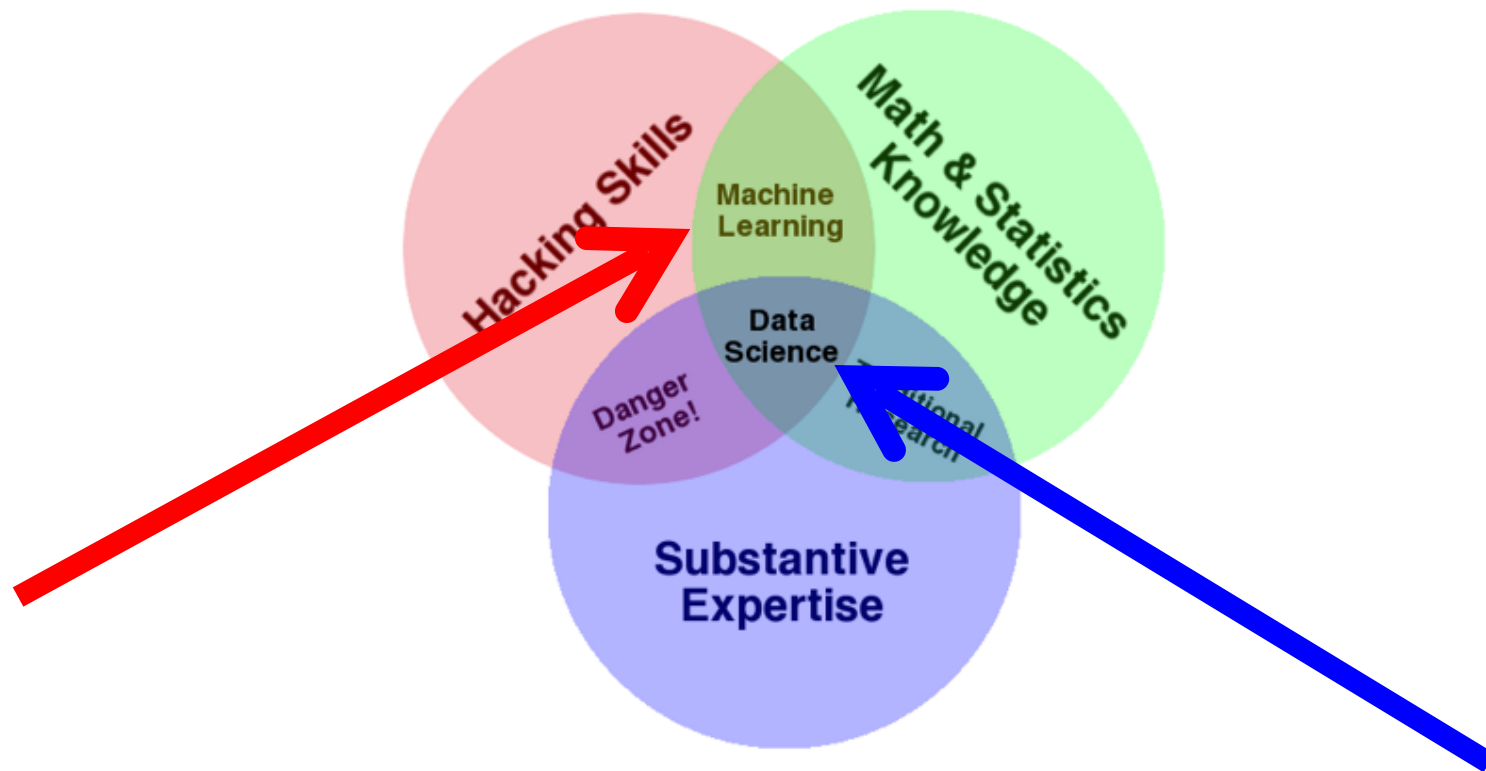 Hacking Skills
Math & Statistics
Knowledge
Machine
Learning
Data
Science
Danger
Zone!
Substantive
Expertise